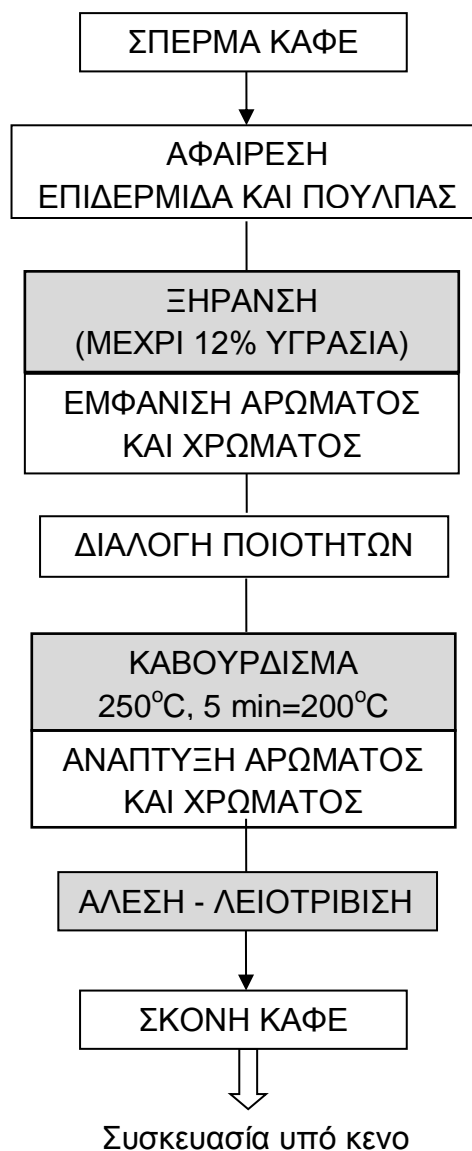 ΣΠΕΡΜΑ ΚΑΦΕ
ΑΦΑΙΡΕΣΗ
ΕΠΙΔΕΡΜΙΔΑ ΚΑΙ ΠΟΥΛΠΑΣ
ΞΗΡΑΝΣΗ
(ΜΕΧΡΙ 12% ΥΓΡΑΣΙΑ)
ΕΜΦΑΝΙΣΗ ΑΡΩΜΑΤΟΣ
ΚΑΙ ΧΡΩΜΑΤΟΣ
ΔΙΑΛΟΓΗ ΠΟΙΟΤΗΤΩΝ
ΚΑΒΟΥΡΔΙΣΜΑ
250°C, 5 min=200°C
ΑΝΑΠΤΥΞΗ ΑΡΩΜΑΤΟΣ
ΚΑΙ ΧΡΩΜΑΤΟΣ
ΑΛΕΣΗ - ΛΕΙΟΤΡΙΒΙΣΗ
ΣΚΟΝΗ ΚΑΦΕ
Συσκευασία υπό κενο